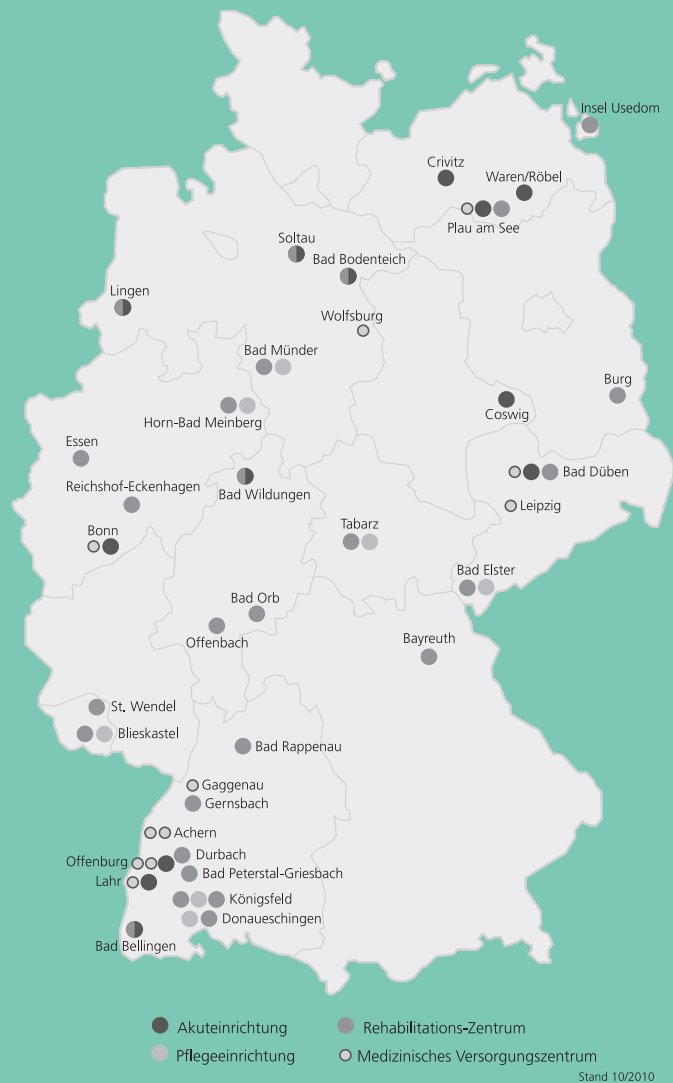 Insel Usedom
Crivitz
Waren/Röbel
Plau am See
Soltau
Bad Bodenteich
Lingen
Wolfsburg
Bad Münder
Burg
Horn-Bad Meinberg
Coswig
Essen
Bad Düben
Reichshof-Eckenhagen
Bad Wildungen
Leipzig
Bonn
Tabarz
Bad Elster
Bad Orb
Offenbach
Bayreuth
St. Wendel
Blieskastel
Bad Rappenau
Gaggenau
Gernsbach
Achern
Durbach
Offenburg
Bad Peterstal-Griesbach
Lahr
Königsfeld
Donaueschingen
Bad Bellingen
Akuteinrichtung
Rehabilitations-Zentrum
Pflegeeinrichtung
Medizinisches Versorgungszentrum
Stand 10/2010